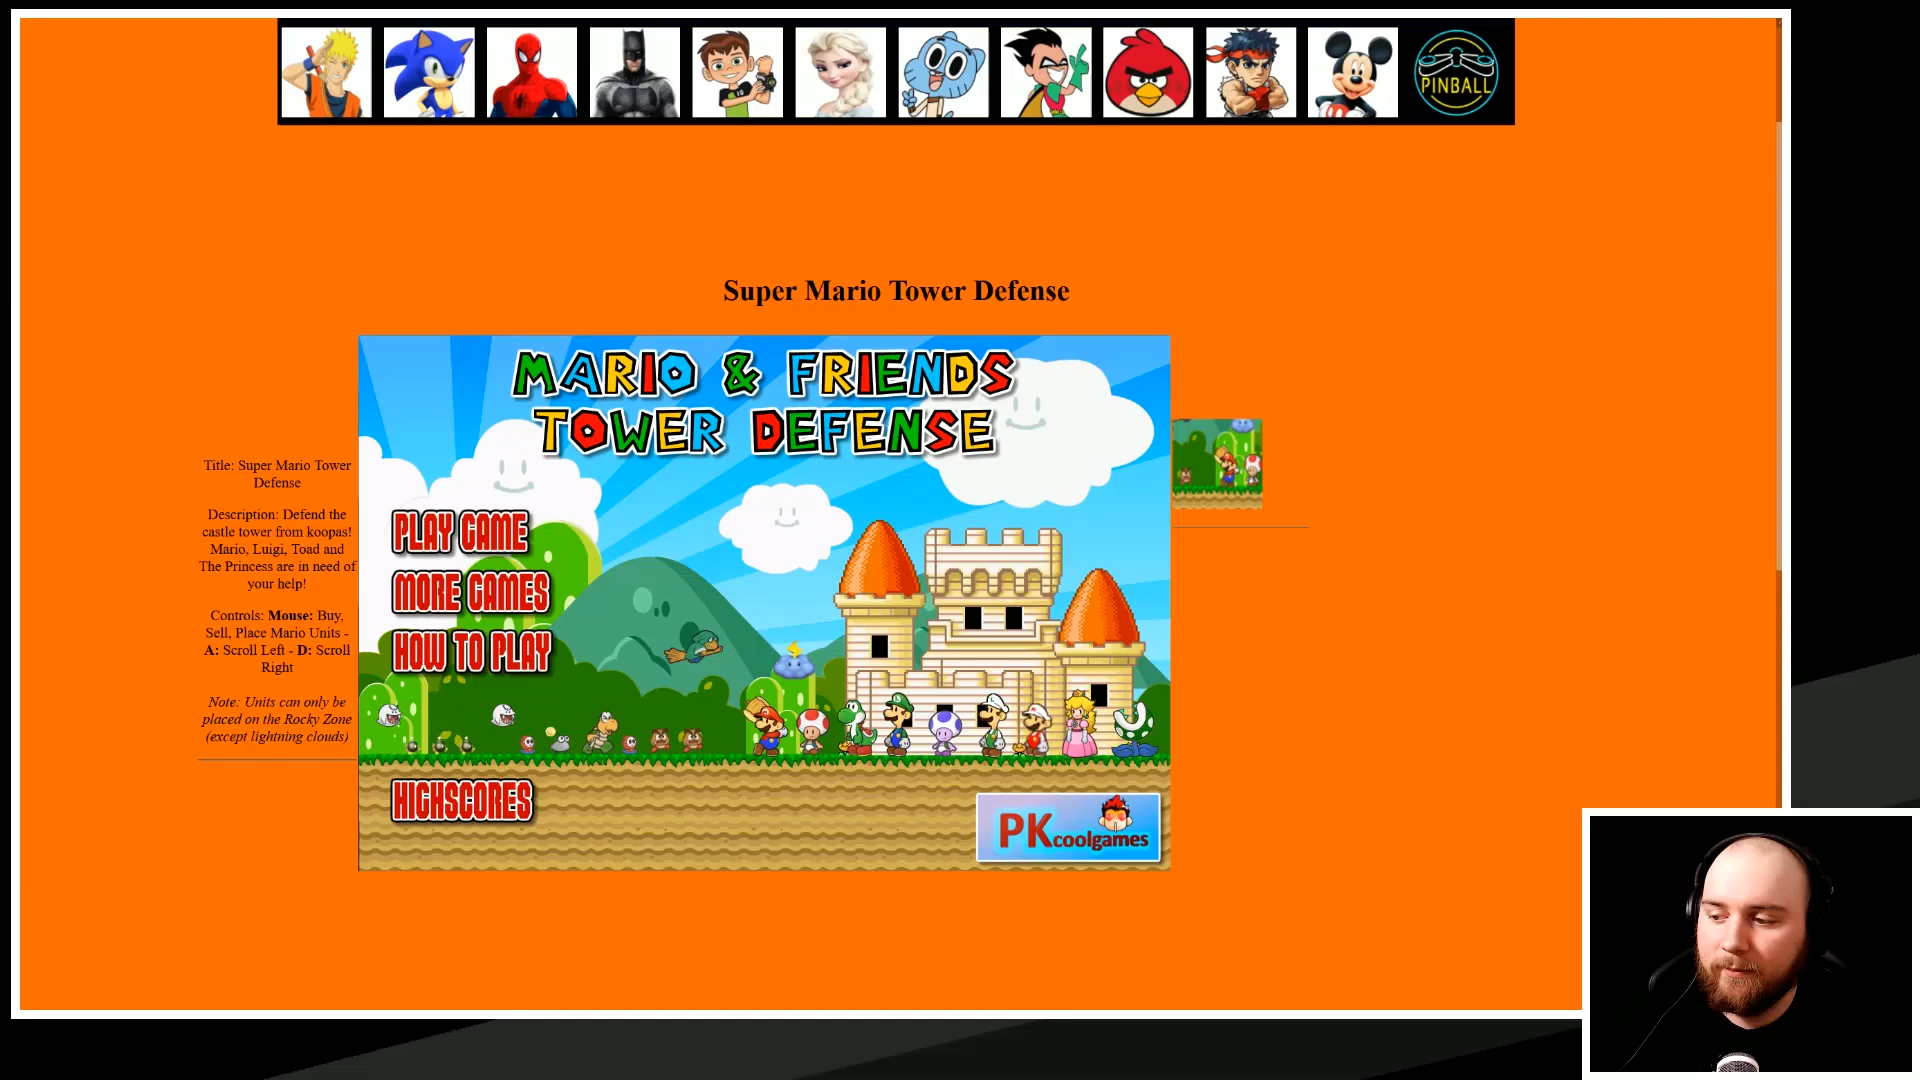 PINBALL
Super Mario Tower Defense
MARIO & FRIENDS
TOWER DEFENSE
Title: Super Mario Tower
Defense
Description: Defend the
castle tower from koopas!
Mario, Luigi, Toad and
The Princess are in need of
your help!
Controls: Mouse: Buy,
Sell, Place Mario Units -
A: Scroll Left - D: Scroll
Right
Note: Units can only be
placed on the Rocky Zone
(except lightning clouds)
PLAY GAME
MORE GAMES
HOW TO PLAY
HIGHSCORES
PKcoolgames